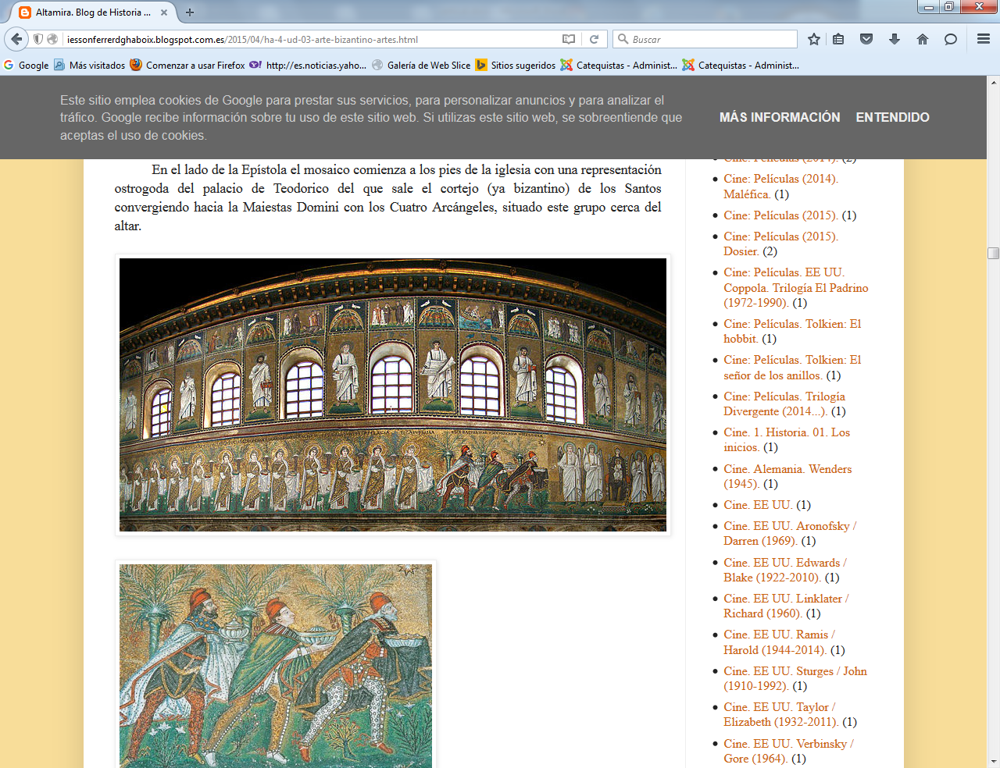 Altamira. Blog de Historia ...
iessonferrerdghaboix.blogspot.com.es/2015/04/ha-4-ud-03-arte-bizantino-artes.html
Buscar
Google
Más visitados
Comenzar a usar Firefox
http://es.noticias.yaho...
Galería de Web Slice
Sitios sugeridos
Catequistas - Administ...
Catequistas - Administ...
Este sitio emplea cookies de Google para prestar sus servicios, para personalizar anuncios y para analizar el
tráfico. Google recibe información sobre tu uso de este sitio web. Si utilizas este sitio web, se sobreentiende que
aceptas el uso de cookies.
MÁS INFORMACIÓN
ENTENDIDO
En el lado de la Epístola el mosaico comienza a los pies de la iglesia con una representación
ostrogoda del palacio de Teodorico del que sale el cortejo (ya bizantino) de los Santos
convergiendo hacia la Maiestas Domini con los Cuatro Arcángeles, situado este grupo cerca del
altar.
Cine: Películas (2014). (2)
Cine: Películas (2014).
Maléfica. (1)
Cine: Películas (2015). (1)
Cine: Películas (2015).
Dosier. (2)
Cine: Películas. EE UU.
Coppola. Trilogía El Padrino
(1972-1990). (1)
Cine: Películas. Tolkien: El
hobbit. (1)
Cine: Películas. Tolkien: El
señor de los anillos. (1)
Cine: Películas. Trilogía
Divergente (2014...). (1)
Cine. 1. Historia. 01. Los
inicios. (1)
Cine. Alemania. Wenders
(1945). (1)
Cine. EE UU. (1)
Cine. EE UU. Aronofsky /
Darren (1969). (1)
Cine. EE UU. Edwards /
Blake (1922-2010). (1)
Cine. EE UU. Linklater /
Richard (1960). (1)
Cine. EE UU. Ramis /
Harold (1944-2014). (1)
Cine. EE UU. Sturges / John
(1910-1992). (1)
Cine. EE UU. Taylor /
Elizabeth (1932-2011). (1)
Cine. EE UU. Verbinsky /
Gore (1964). (1)